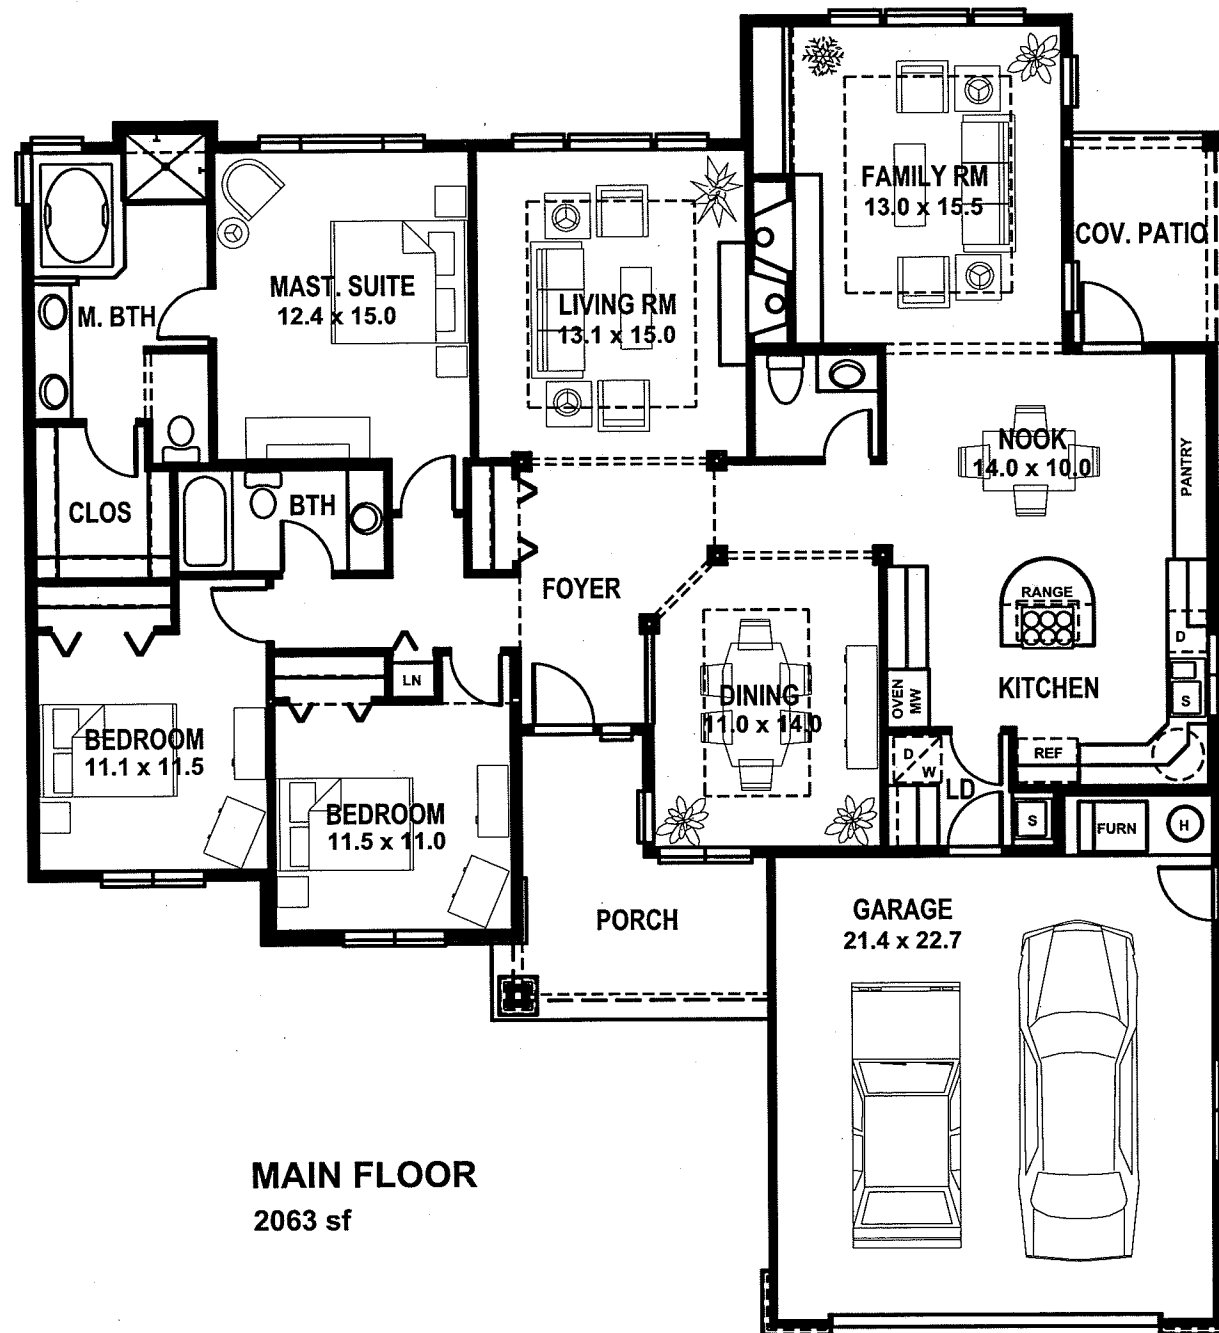 FAMILY RM
13.0 x 15.5
COV. PATIO
MAST. SUITE
12.4 x 15.0
LIVING RM
13.1 x 15.0
M. BTH
NOOK
14.0 x 10.0
PANTRY
CLOS
BTH
FOYER
RANGE
D
LN
KITCHEN
OVEN
MW
S
DINING
11.0 x 14.0
BEDROOM
11.1 x 11.5
REF
D
W
LD
BEDROOM
11.5 x 11.0
S
FURN
H
PORCH
GARAGE
21.4 x 22.7
MAIN FLOOR
2063 sf